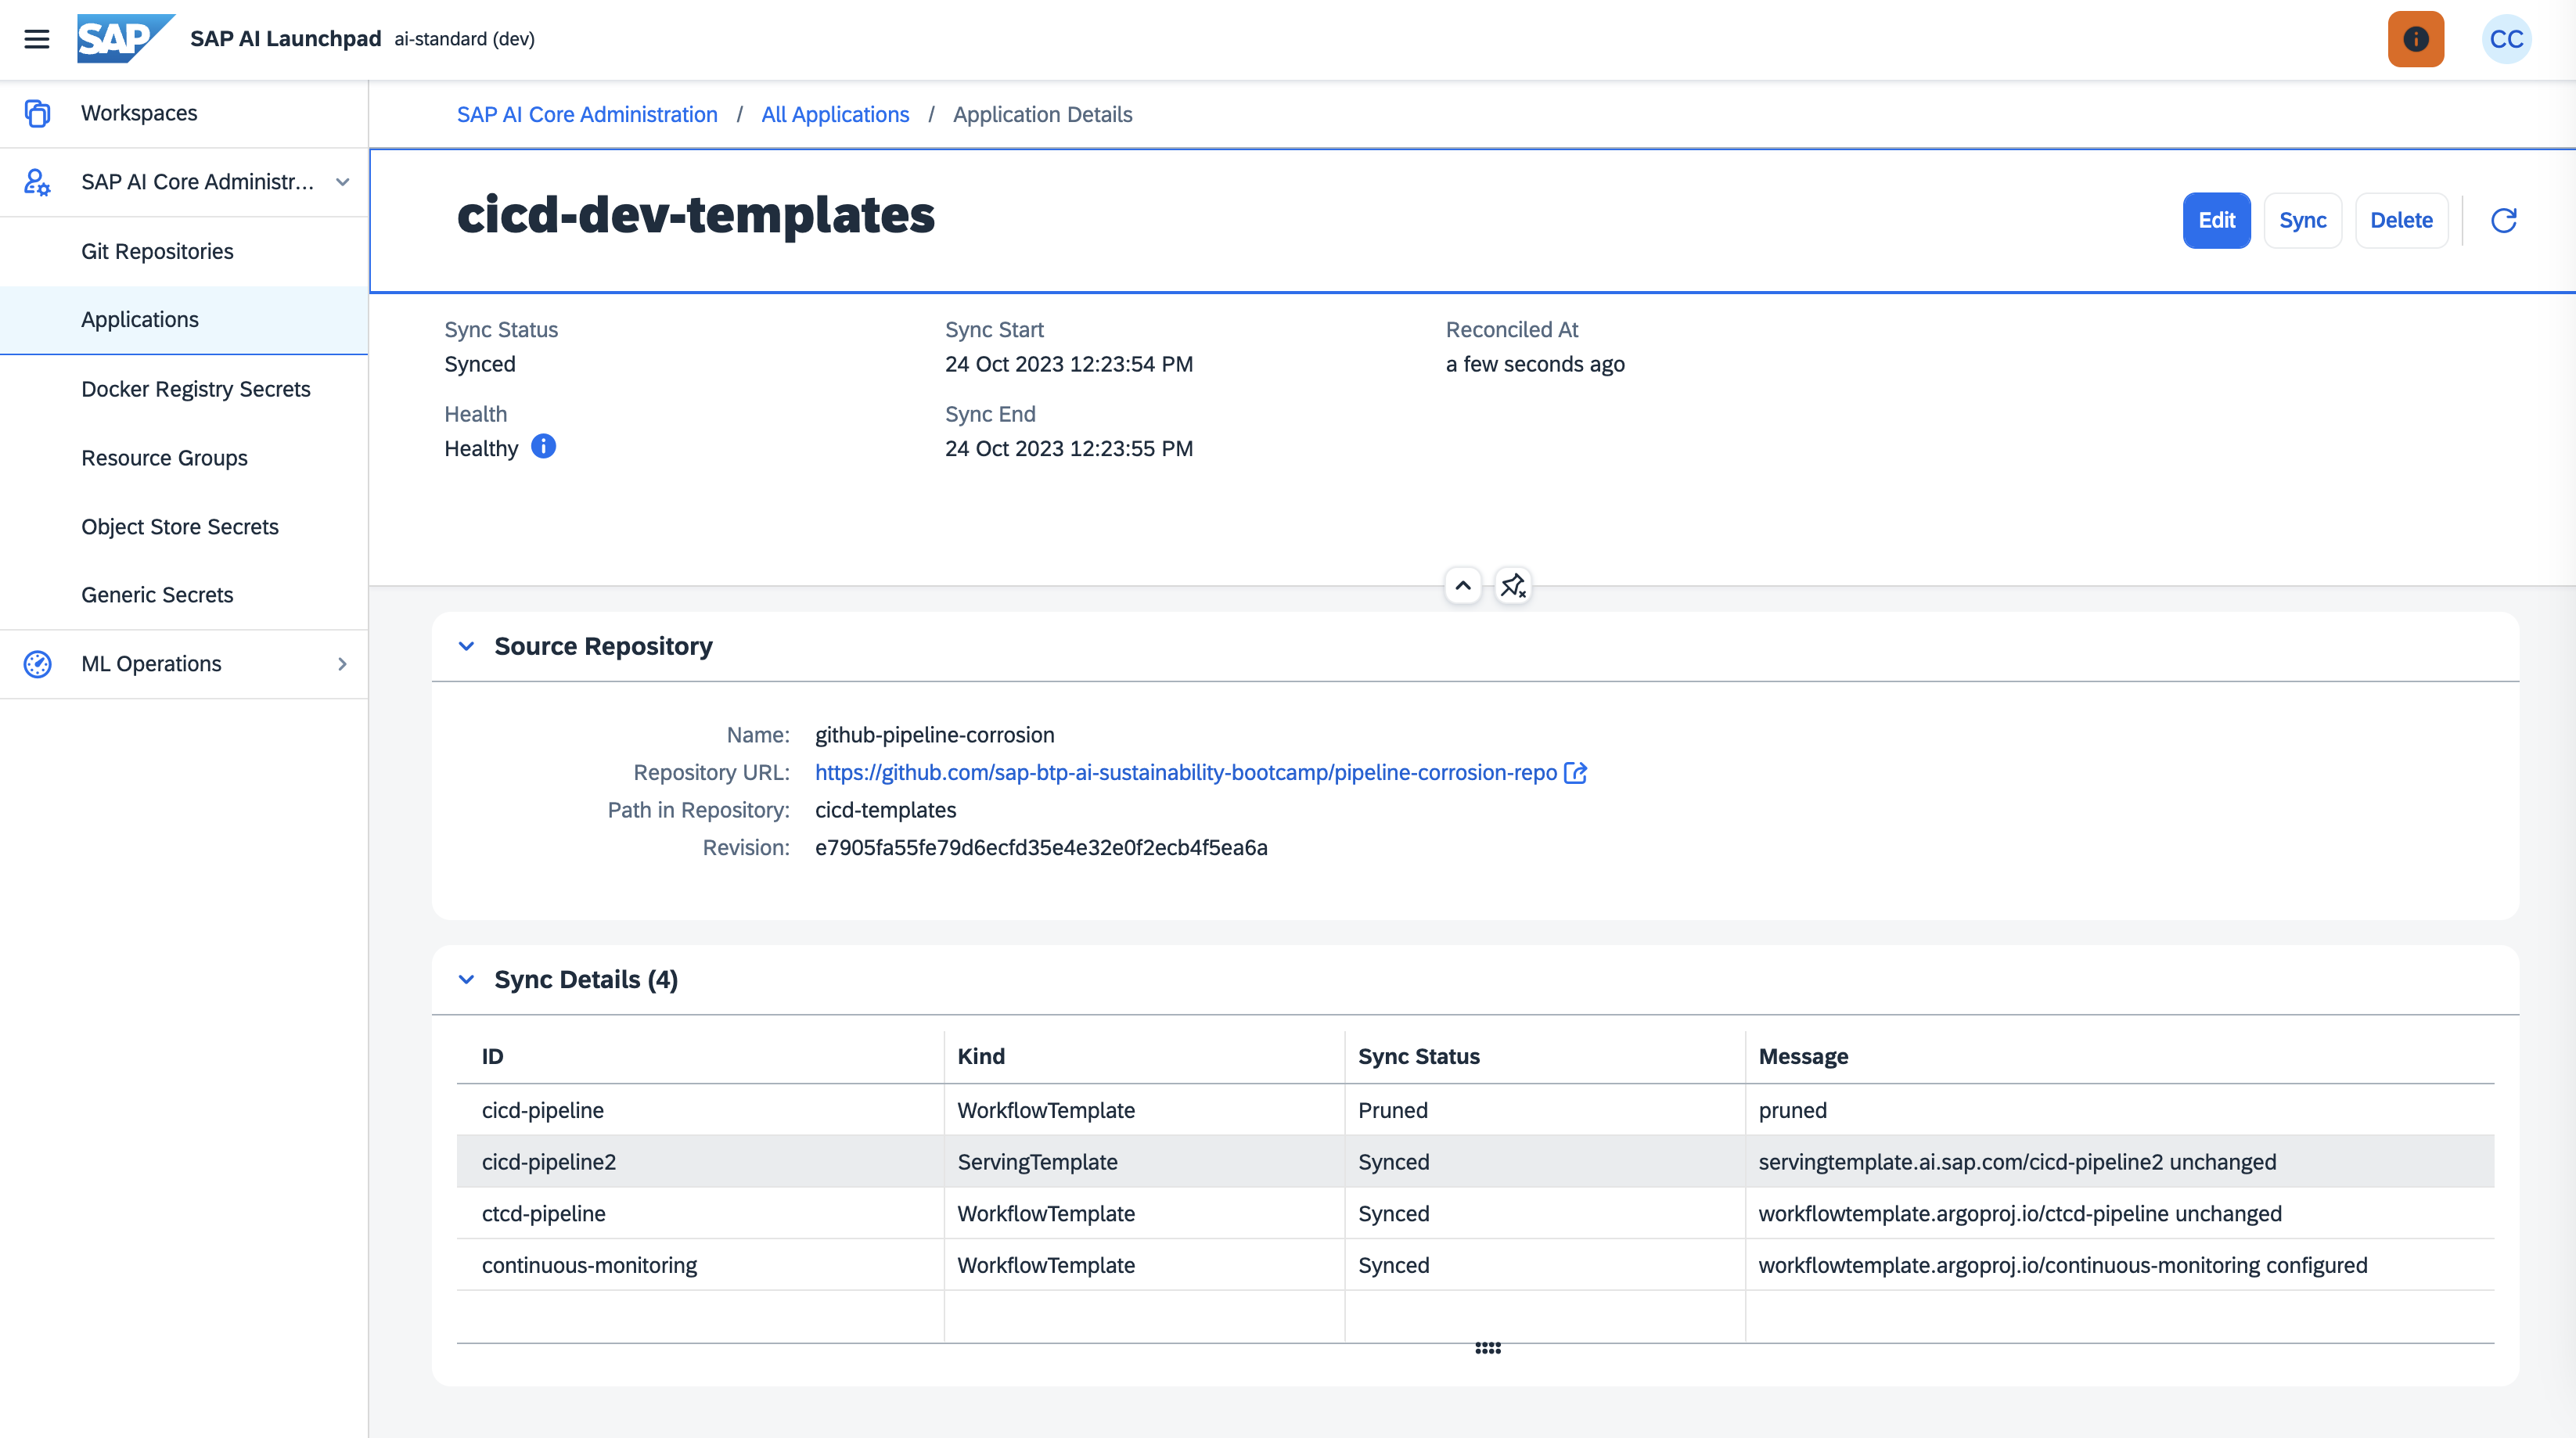 SAP SAP AI Launchpad ai-standard (dev) CC
Workspaces
SAP AI Core Administr...
Git Repositories
Applications
Docker Registry Secrets
Resource Groups
Object Store Secrets
Generic Secrets
ML Operations
SAP AI Core Administration / All Applications / Application Details
cicd-dev-templates
Edit Sync Delete
Sync Status
Synced
Health
Healthy
Sync Start
24 Oct 2023 12:23:54 PM
Sync End
24 Oct 2023 12:23:55 PM
Reconciled At
a few seconds ago
Source Repository
Name: github-pipeline-corrosion
Repository URL: https://github.com/sap-btp-ai-sustainability-bootcamp/pipeline-corrosion-repo
Path in Repository: cicd-templates
Revision: e7905fa55fe79d6ecfd35e4e32e0f2ecb4f5ea6a
Sync Details (4)
ID Kind Sync Status Message
cicd-pipeline WorkflowTemplate Pruned pruned
cicd-pipeline2 ServingTemplate Synced servingtemplate.ai.sap.com/cicd-pipeline2 unchanged
ctcd-pipeline WorkflowTemplate Synced workflowtemplate.argoproj.io/ctcd-pipeline unchanged
continuous-monitoring WorkflowTemplate Synced workflowtemplate.argoproj.io/continuous-monitoring configured